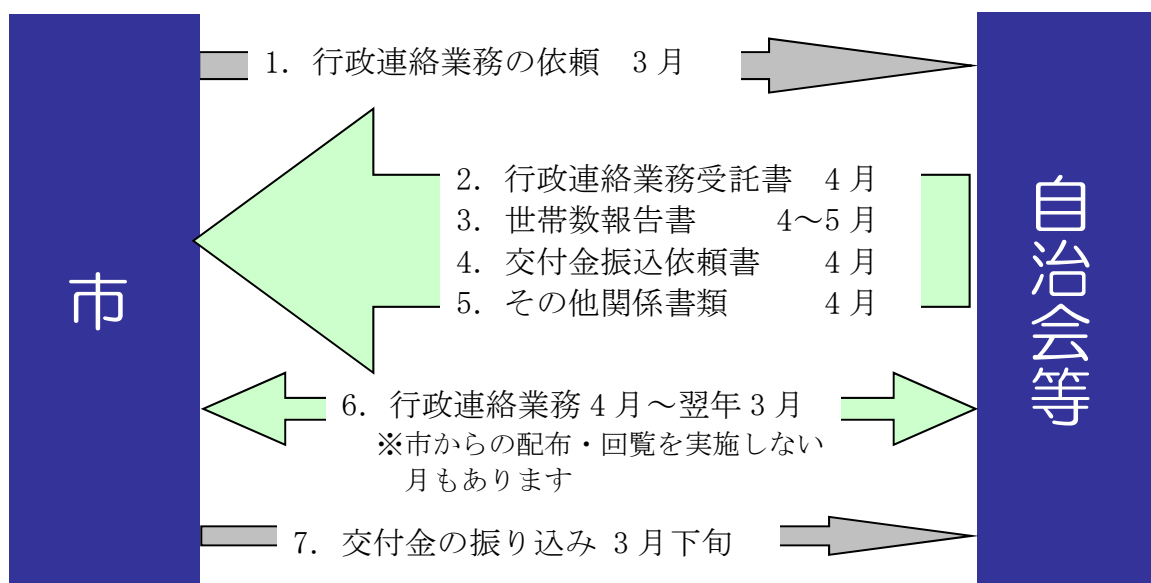 市
1. 行政連絡業務の依頼　3月
2. 行政連絡業務受託書　4月
3. 世帯数報告書　　4～5月
4. 交付金振込依頼書　　4月
5. その他関係書類　　　4月
6. 行政連絡業務4月～翌年3月
※市からの配布・回覧を実施しない
月もあります
7. 交付金の振り込み 3月下旬
自治会等